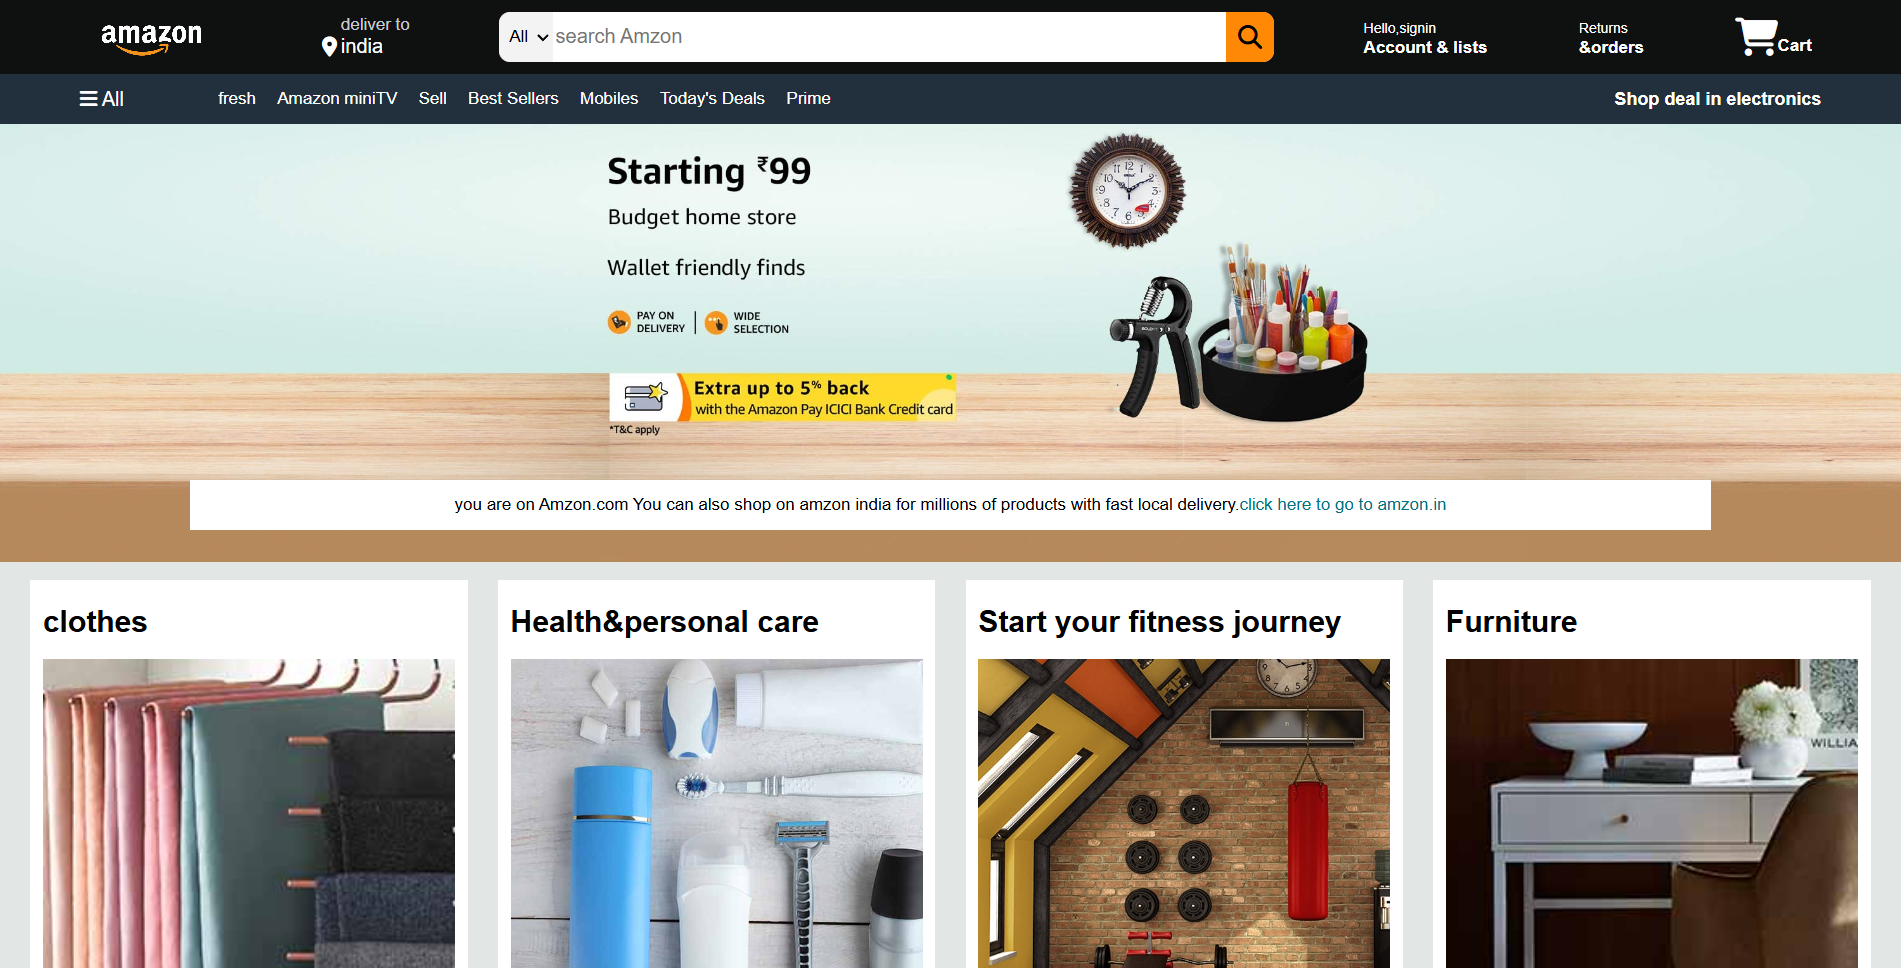 amazon
deliver to
india
All
search Amzon
Hello,signin
Account & lists
Returns
&orders
Cart
All
fresh
Amazon miniTV
Sell
Best Sellers
Mobiles
Today's Deals
Prime
Shop deal in electronics
Starting ₹99
Budget home store
Wallet friendly finds
PAY ON
DELIVERY
WIDE
SELECTION
Extra up to 5% back
with the Amazon Pay ICICI Bank Credit card
*T&C apply
you are on Amzon.com You can also shop on amzon india for millions of products with fast local delivery.click here to go to amzon.in
clothes
Health&personal care
Start your fitness journey
Furniture
WILLIA